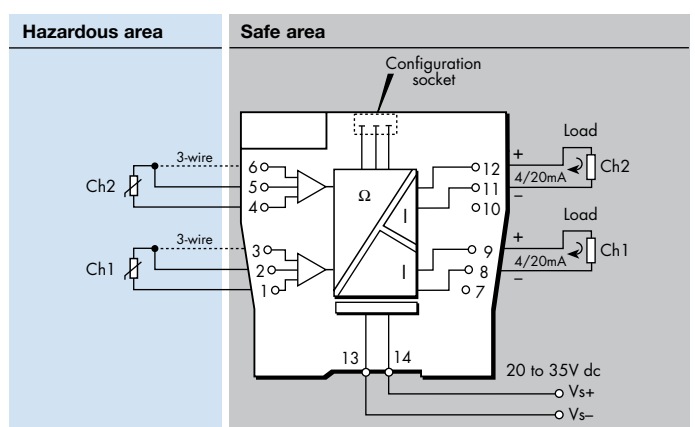 Hazardous area
Safe area
Configuration
socket
Load
Ch2
3-wire
6
5
4
Ω
12
11
10
+
4/20mA
–
Ch2
Load
Ch1
3-wire
3
2
1
I
I
9
8
7
+
4/20mA
–
Ch1
13
14
20 to 35V dc
Vs+
Vs–